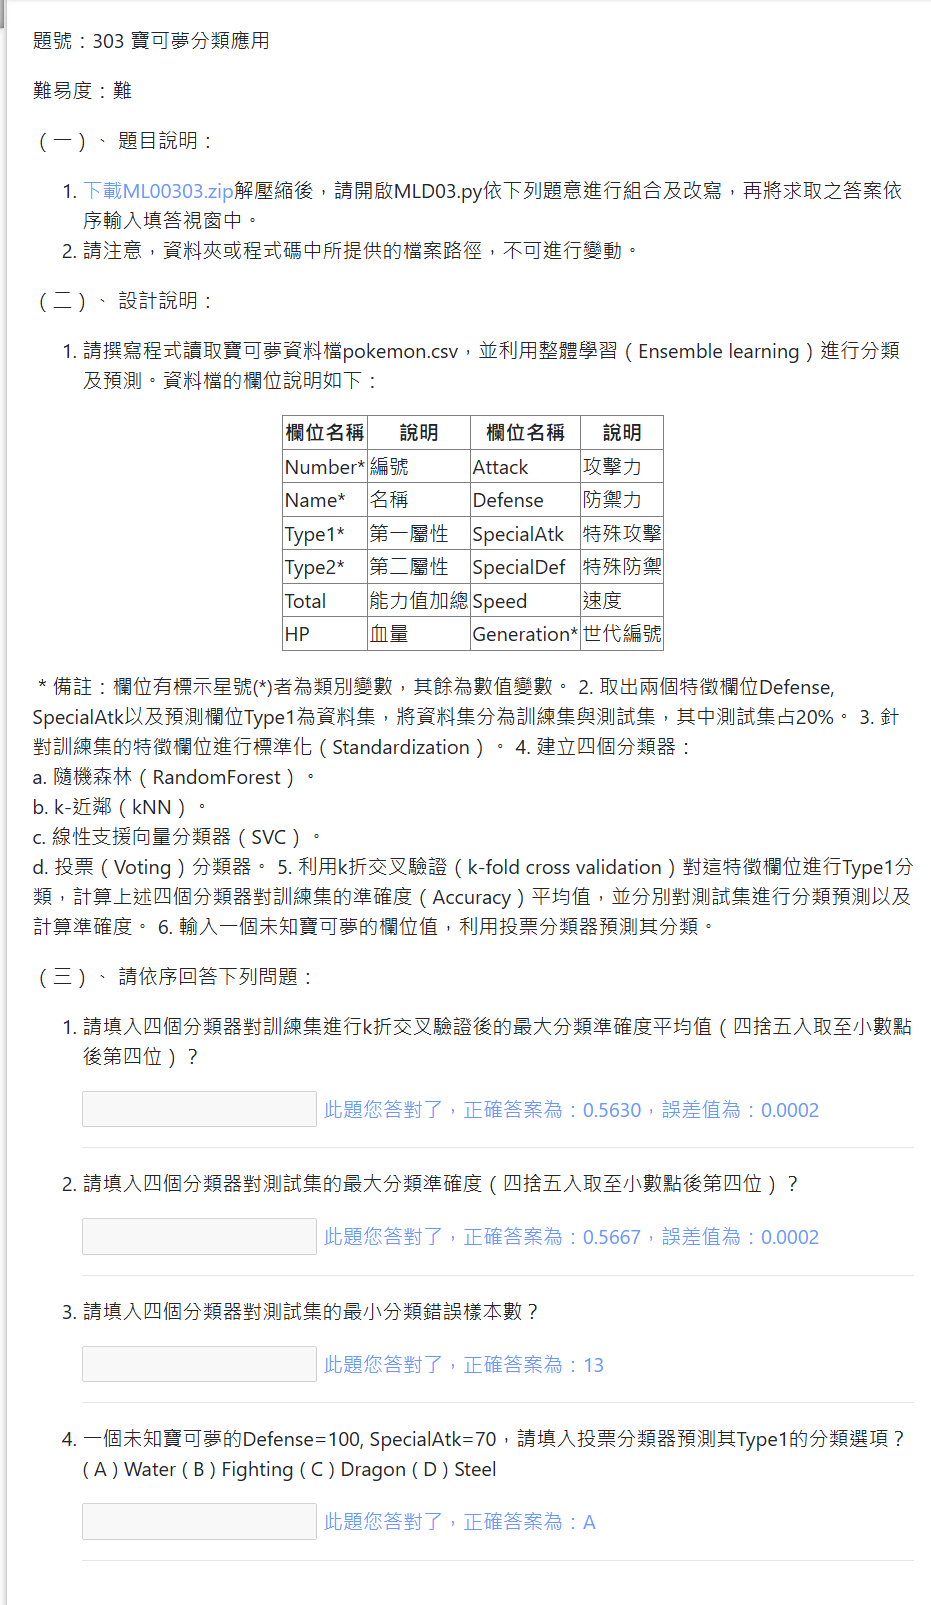 題號：303 寶可夢分類應用
難易度：難
（一）、 題目說明：
1. 下載ML00303.zip解壓縮後，請開啟MLD03.py依下列題意進行組合及改寫，再將求取之答案依
序輸入填答視窗中。
2. 請注意，資料夾或程式碼中所提供的檔案路徑，不可進行變動。
（二）、 設計說明：
1. 請撰寫程式讀取寶可夢資料檔pokemon.csv，並利用整體學習（Ensemble learning）進行分類
及預測。資料檔的欄位說明如下：
欄位名稱 說明 欄位名稱 說明
Number* 編號 Attack 攻擊力
Name* 名稱 Defense 防禦力
Type1* 第一屬性 SpecialAtk 特殊攻擊
Type2* 第二屬性 SpecialDef 特殊防禦
Total 能力值加總 Speed 速度
HP 血量 Generation* 世代編號
* 備註：欄位有標示星號(*)者為類別變數，其餘為數值變數。 2. 取出兩個特徵欄位Defense,
SpecialAtk以及預測欄位Type1為資料集，將資料集分為訓練集與測試集，其中測試集占20%。 3. 針
對訓練集的特徵欄位進行標準化（Standardization）。 4. 建立四個分類器：
a. 隨機森林（RandomForest）。
b. k-近鄰（kNN）。
c. 線性支援向量分類器（SVC）。
d. 投票（Voting）分類器。 5. 利用k折交叉驗證（k-fold cross validation）對這特徵欄位進行Type1分
類，計算上述四個分類器對訓練集的準確度（Accuracy）平均值，並分別對測試集進行分類預測以及
計算準確度。 6. 輸入一個未知寶可夢的欄位值，利用投票分類器預測其分類。
（三）、 請依序回答下列問題：
1. 請填入四個分類器對訓練集進行k折交叉驗證後的最大分類準確度平均值（四捨五入取至小數點
後第四位）？
此題您答對了，正確答案為：0.5630，誤差值為：0.0002
2. 請填入四個分類器對測試集的最大分類準確度（四捨五入取至小數點後第四位）？
此題您答對了，正確答案為：0.5667，誤差值為：0.0002
3. 請填入四個分類器對測試集的最小分類錯誤樣本數？
此題您答對了，正確答案為：13
4. 一個未知寶可夢的Defense=100, SpecialAtk=70，請填入投票分類器預測其Type1的分類選項？
（A）Water（B）Fighting（C）Dragon（D）Steel
此題您答對了，正確答案為：A